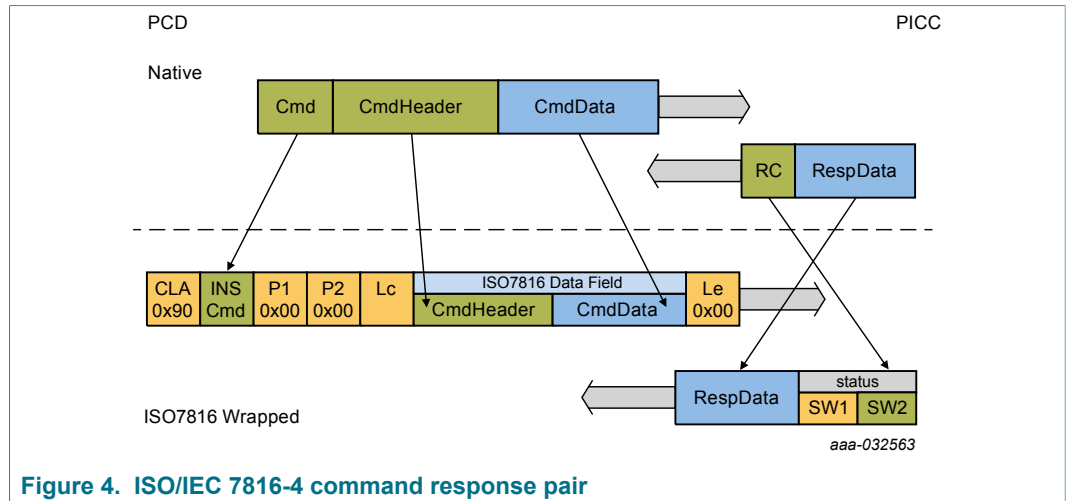 PCD PICC
Native
Cmd CmdHeader CmdData
RC RespData
CLA 0x90 INS Cmd P1 0x00 P2 0x00 Lc ISO7816 Data Field CmdHeader CmdData Le 0x00
RespData status SW1 SW2
ISO7816 Wrapped
aaa-032563
Figure 4. ISO/IEC 7816-4 command response pair